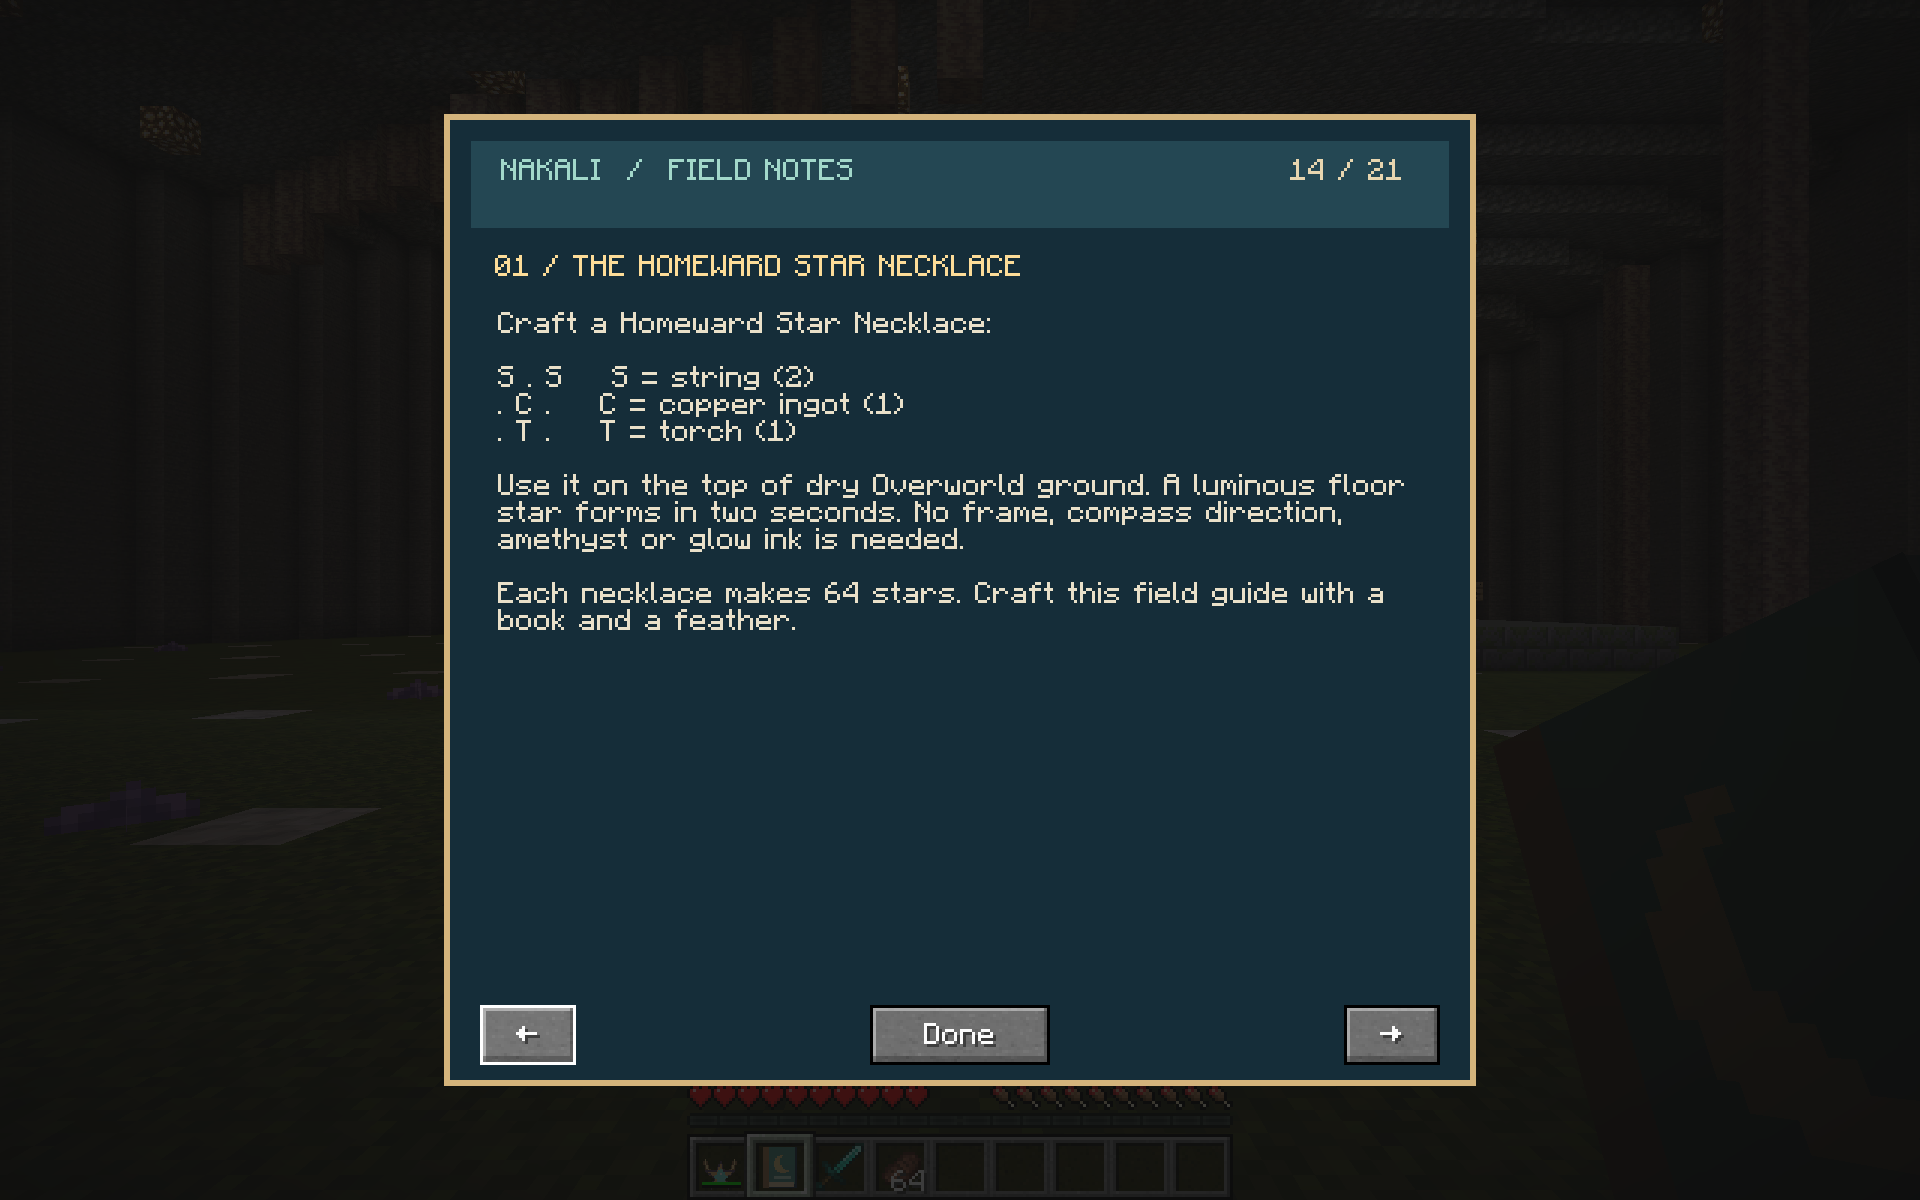 NAKALI / FIELD NOTES 14 / 21
01 / THE HOMEWARD STAR NECKLACE
Craft a Homeward Star Necklace:
S . S S = string (2)
. C . C = copper ingot (1)
. T . T = torch (1)
Use it on the top of dry Overworld ground. A luminous floor
star forms in two seconds. No frame, compass direction,
amethyst or glow ink is needed.
Each necklace makes 64 stars. Craft this field guide with a
book and a feather.
← Done →
64